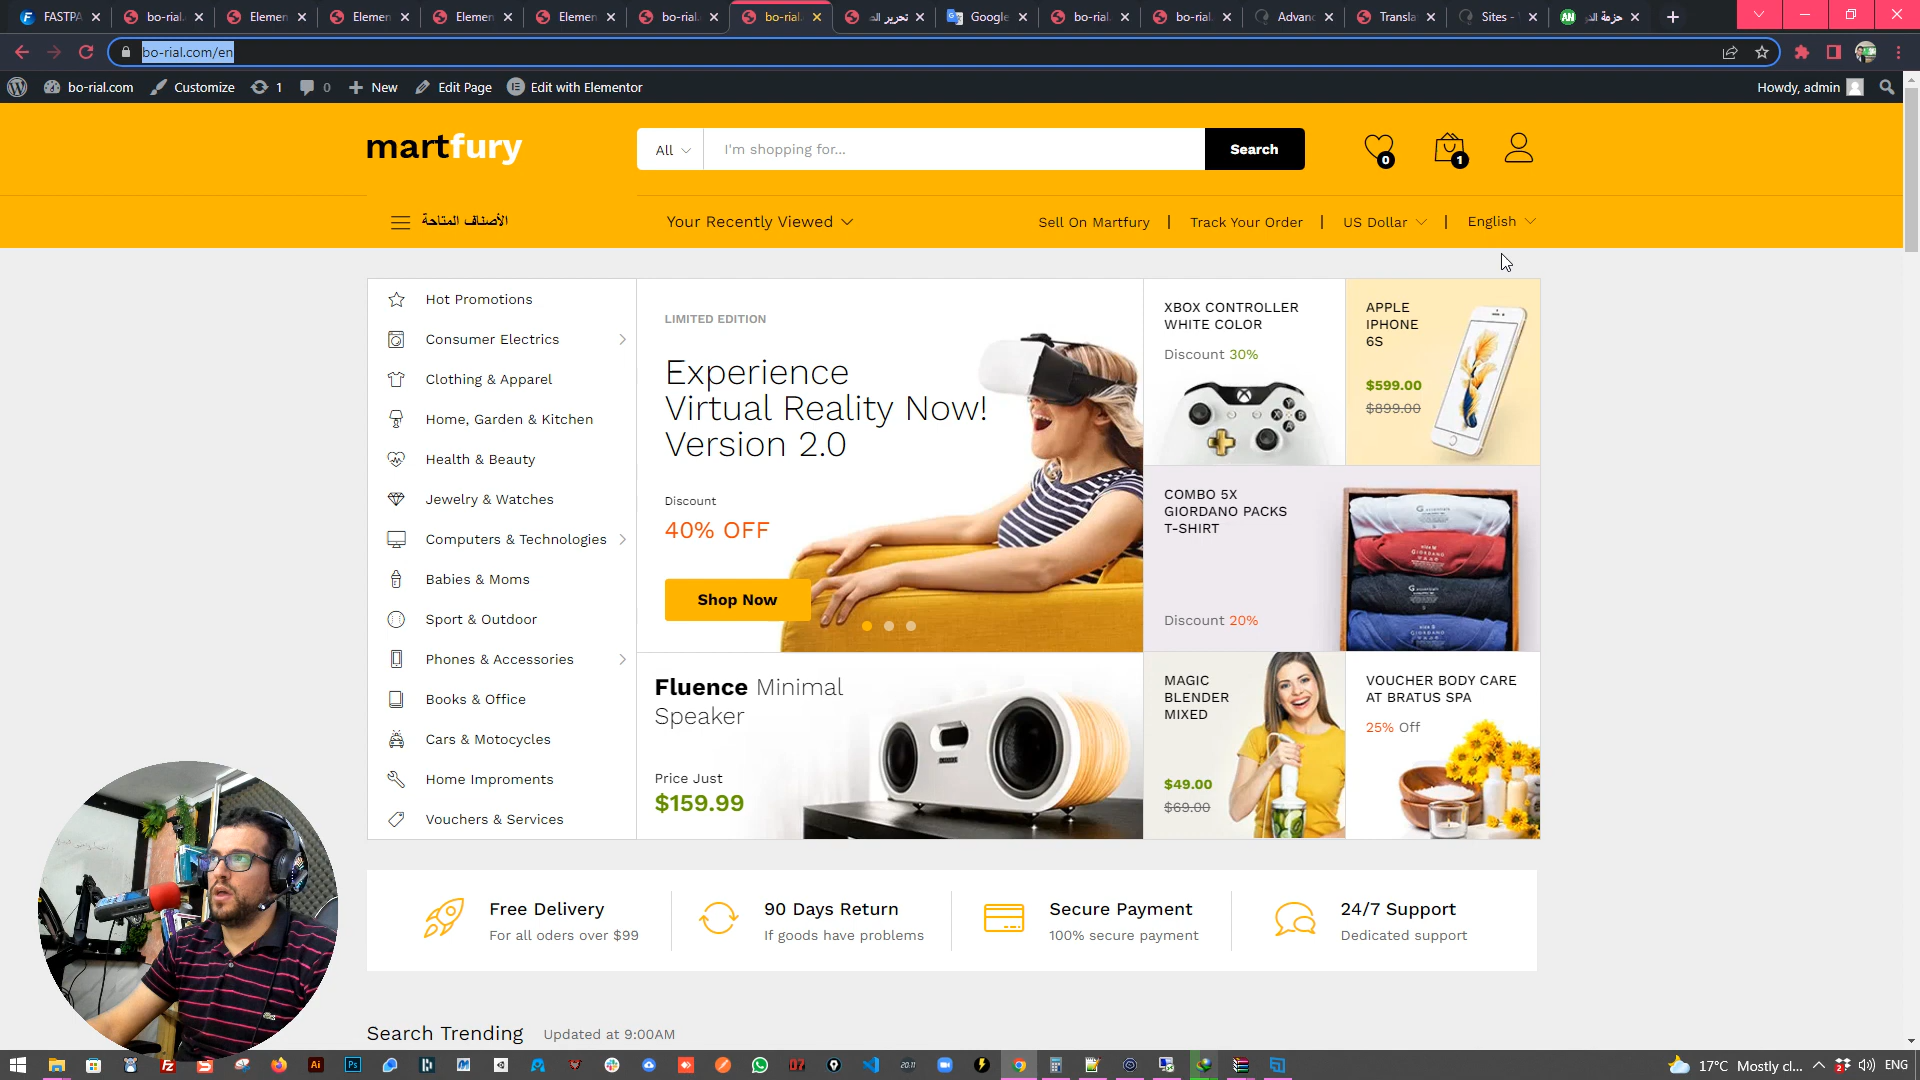 FASTPA
bo-rial.
Elemen
Elemen
Elemen
Elemen
bo-rial.
bo-rial.
تحرير الد
Google
bo-rial.
bo-rial.
Advanc
Transla
Sites -
AN
حزمة الذ
bo-rial.com/en
bo-rial.com
Customize
1
0
New
Edit Page
Edit with Elementor
Howdy, admin
martfury
All
I'm shopping for...
Search
0
1
الأصناف المتاحة
Your Recently Viewed
Sell On Martfury
Track Your Order
US Dollar
English
Hot Promotions
Consumer Electrics
Clothing & Apparel
Home, Garden & Kitchen
Health & Beauty
Jewelry & Watches
Computers & Technologies
Babies & Moms
Sport & Outdoor
Phones & Accessories
Books & Office
Cars & Motocycles
Home Improments
Vouchers & Services
LIMITED EDITION
Experience
Virtual Reality Now!
Version 2.0
Discount
40% OFF
Shop Now
XBOX CONTROLLER
WHITE COLOR
Discount 30%
APPLE
IPHONE
6S
$599.00
$899.00
COMBO 5X
GIORDANO PACKS
T-SHIRT
Discount 20%
Fluence Minimal
Speaker
Price Just
$159.99
MAGIC
BLENDER
MIXED
$49.00
$69.00
VOUCHER BODY CARE
AT BRATUS SPA
25% Off
Free Delivery
For all oders over $99
90 Days Return
If goods have problems
Secure Payment
100% secure payment
24/7 Support
Dedicated support
Search Trending
Updated at 9:00AM
17°C Mostly cl...
ENG